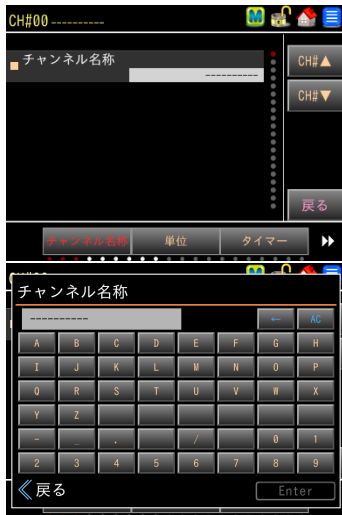 CH#00 ----------
M
チャンネル名称
----------
CH#▲
CH#▼
戻る
チャンネル名称 単位 タイマー
チャンネル名称
----------
← AC
A B C D E F G H
I J K L M N O P
Q R S T U V W X
Y Z
- _ . / 0 1
2 3 4 5 6 7 8 9
戻る Enter